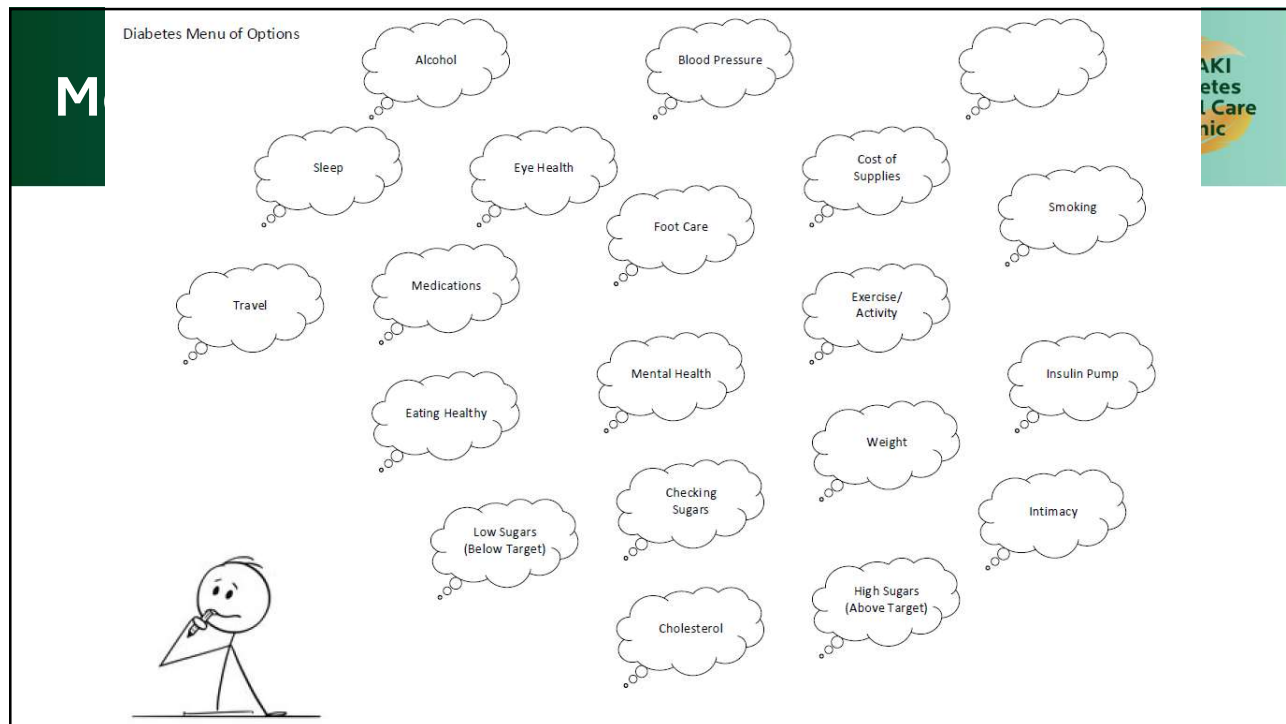 Diabetes Menu of Options
Alcohol
Blood Pressure
Sleep
Eye Health
Cost of
Supplies
Foot Care
Smoking
Travel
Medications
Exercise/
Activity
Mental Health
Insulin Pump
Eating Healthy
Weight
Checking
Sugars
Low Sugars
(Below Target)
Intimacy
High Sugars
(Above Target)
Cholesterol
Care